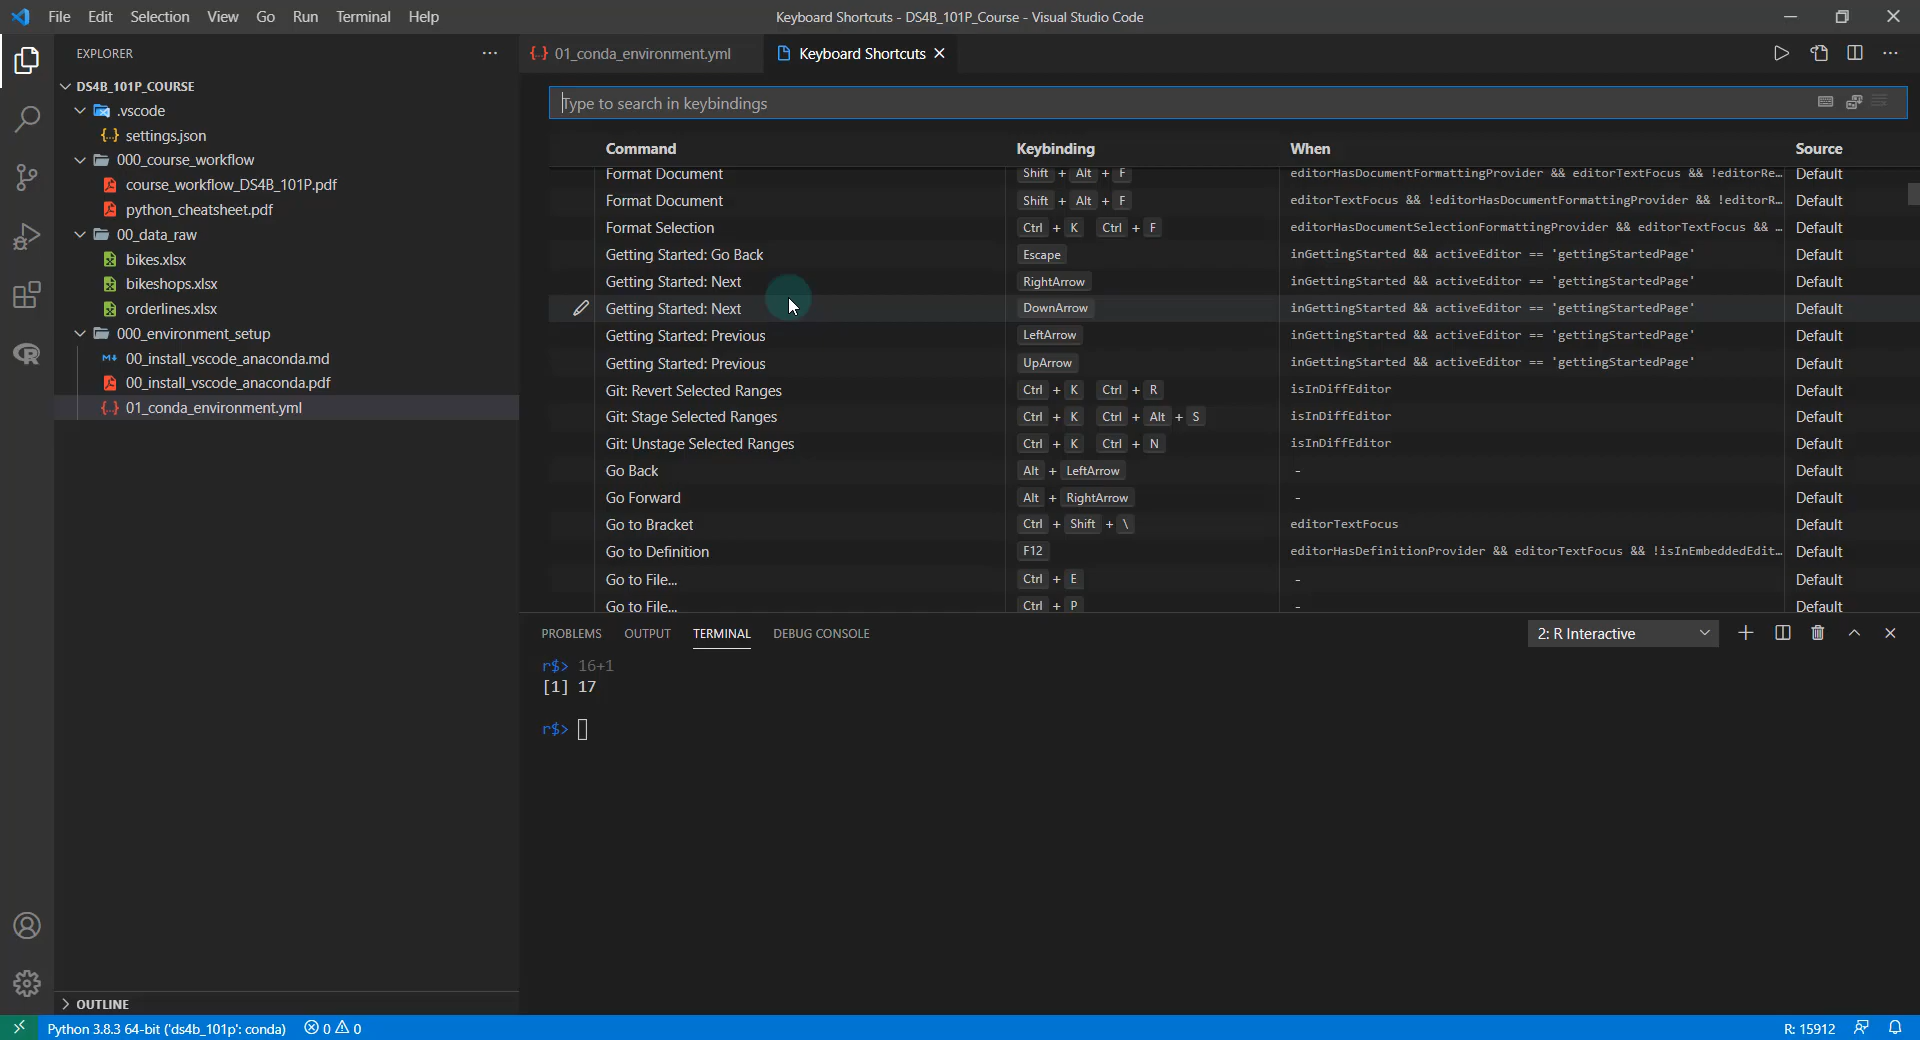 File Edit Selection View Go Run Terminal Help
Keyboard Shortcuts - DS4B_101P_Course - Visual Studio Code
EXPLORER
DS4B_101P_COURSE
.vscode
settings.json
000_course_workflow
course_workflow_DS4B_101P.pdf
python_cheatsheet.pdf
00_data_raw
bikes.xlsx
bikeshops.xlsx
orderlines.xlsx
000_environment_setup
00_install_vscode_anaconda.md
00_install_vscode_anaconda.pdf
01_conda_environment.yml
OUTLINE
01_conda_environment.yml
Keyboard Shortcuts
Type to search in keybindings
Command Keybinding When Source
Format Document Shift + Alt + F editorHasDocumentFormattingProvider && editorTextFocus && !editorRe… Default
Format Document Shift + Alt + F editorTextFocus && !editorHasDocumentFormattingProvider && !editorR… Default
Format Selection Ctrl + K Ctrl + F editorHasDocumentSelectionFormattingProvider && editorTextFocus && … Default
Getting Started: Go Back Escape inGettingStarted && activeEditor == 'gettingStartedPage' Default
Getting Started: Next RightArrow inGettingStarted && activeEditor == 'gettingStartedPage' Default
Getting Started: Next DownArrow inGettingStarted && activeEditor == 'gettingStartedPage' Default
Getting Started: Previous LeftArrow inGettingStarted && activeEditor == 'gettingStartedPage' Default
Getting Started: Previous UpArrow inGettingStarted && activeEditor == 'gettingStartedPage' Default
Git: Revert Selected Ranges Ctrl + K Ctrl + R isInDiffEditor Default
Git: Stage Selected Ranges Ctrl + K Ctrl + Alt + S isInDiffEditor Default
Git: Unstage Selected Ranges Ctrl + K Ctrl + N isInDiffEditor Default
Go Back Alt + LeftArrow - Default
Go Forward Alt + RightArrow - Default
Go to Bracket Ctrl + Shift + \ editorTextFocus Default
Go to Definition F12 editorHasDefinitionProvider && editorTextFocus && !isInEmbeddedEdit… Default
Go to File... Ctrl + E - Default
Go to File... Ctrl + P - Default
PROBLEMS OUTPUT TERMINAL DEBUG CONSOLE 2: R Interactive
r$> 16+1
[1] 17
r$>
Python 3.8.3 64-bit ('ds4b_101p': conda) 0 0 R: 15912